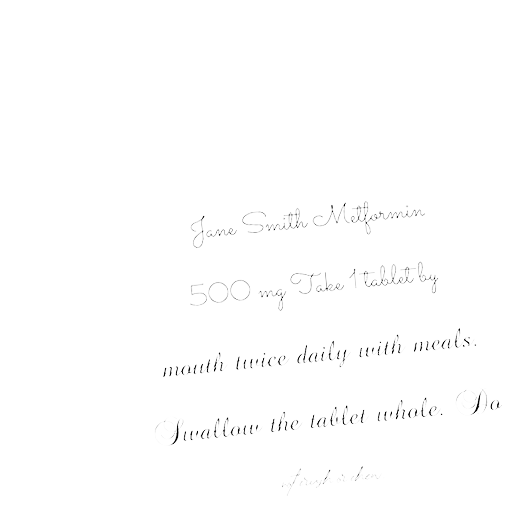 Jane Smith Metformin
500 mg Take 1 tablet by
mouth twice daily with meals.
Swallow the tablet whole. Do